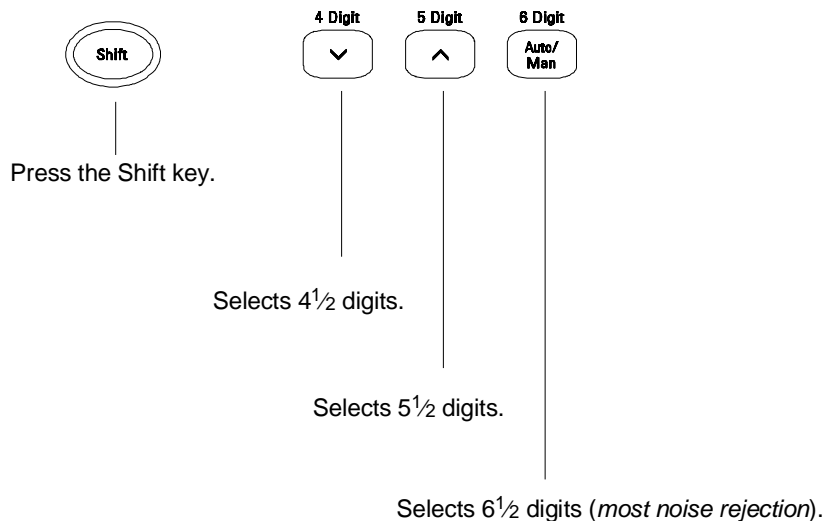 4 Digit 5 Digit 6 Digit
Shift
Auto/
Man
Press the Shift key.
Selects 4½ digits.
Selects 5½ digits.
Selects 6½ digits (most noise rejection).